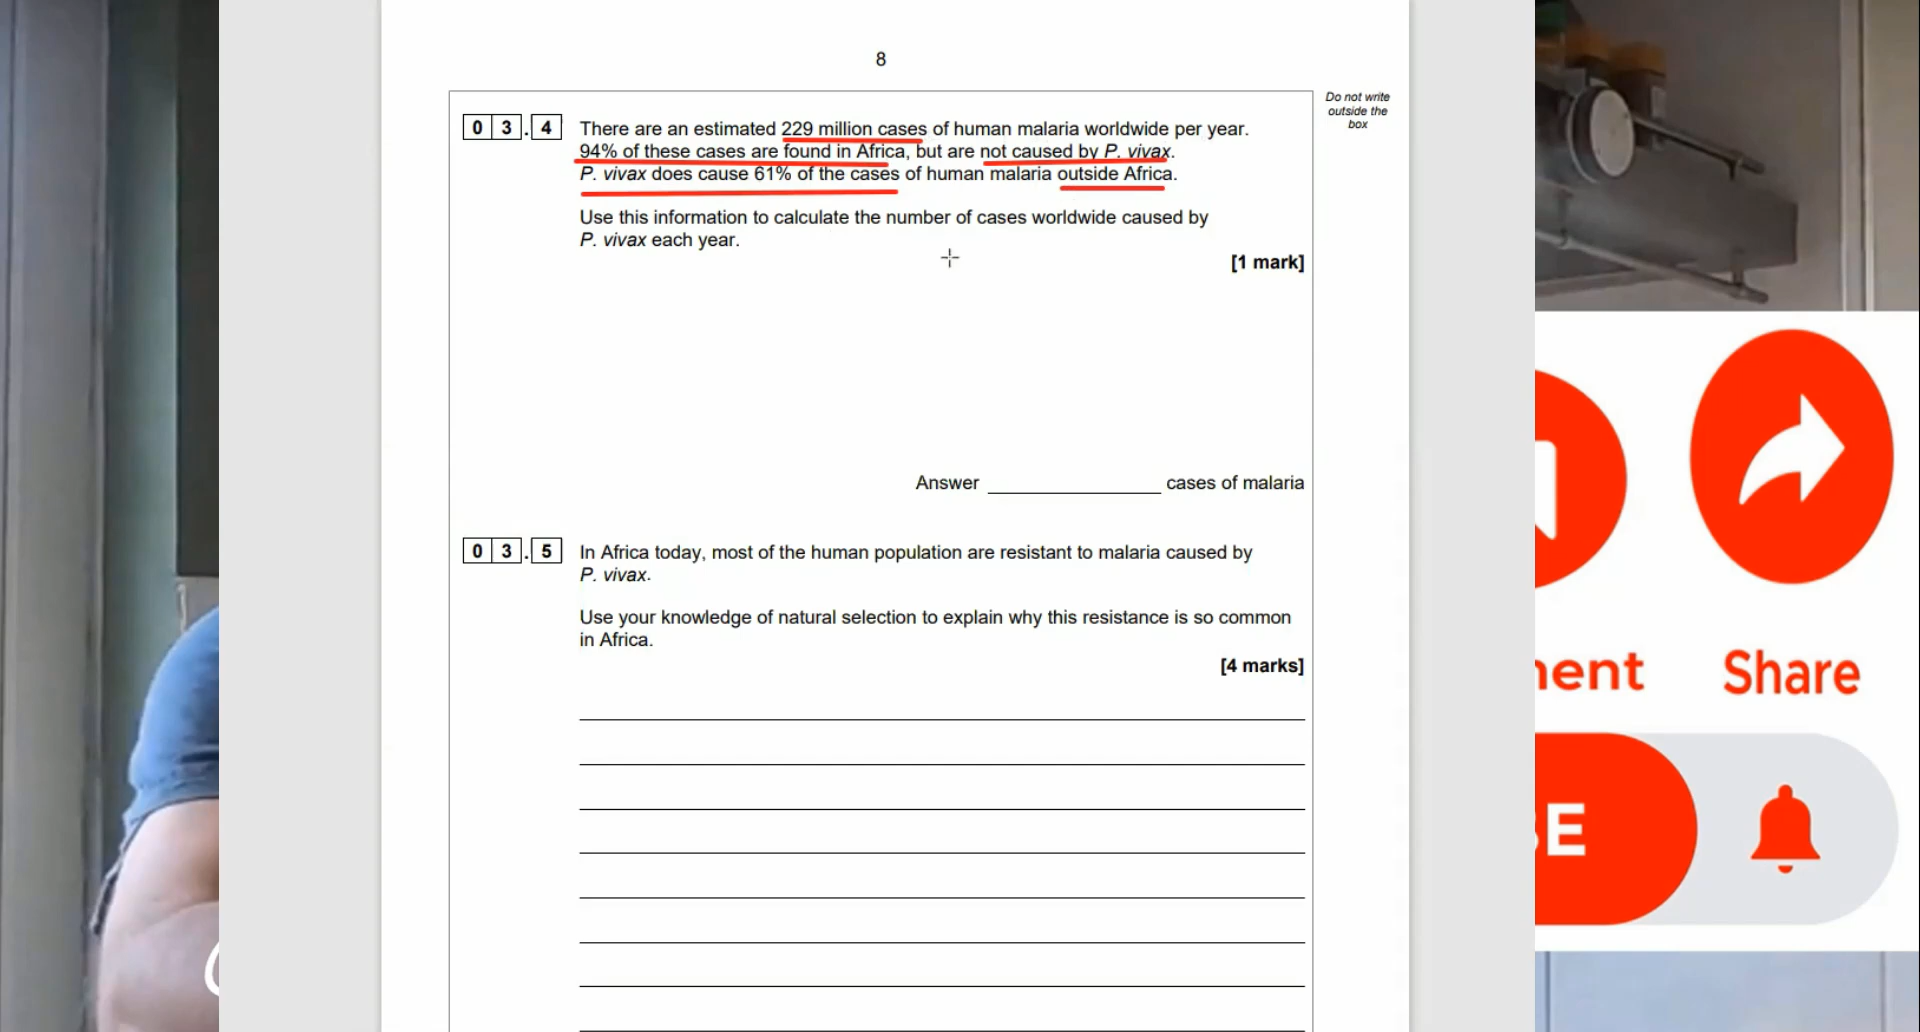 8
Do not write
outside the
box
0 3 . 4 There are an estimated 229 million cases of human malaria worldwide per year.
94% of these cases are found in Africa, but are not caused by P. vivax.
P. vivax does cause 61% of the cases of human malaria outside Africa.
Use this information to calculate the number of cases worldwide caused by
P. vivax each year.
[1 mark]
Answer cases of malaria
0 3 . 5 In Africa today, most of the human population are resistant to malaria caused by
P. vivax.
Use your knowledge of natural selection to explain why this resistance is so common
in Africa.
[4 marks]
Share